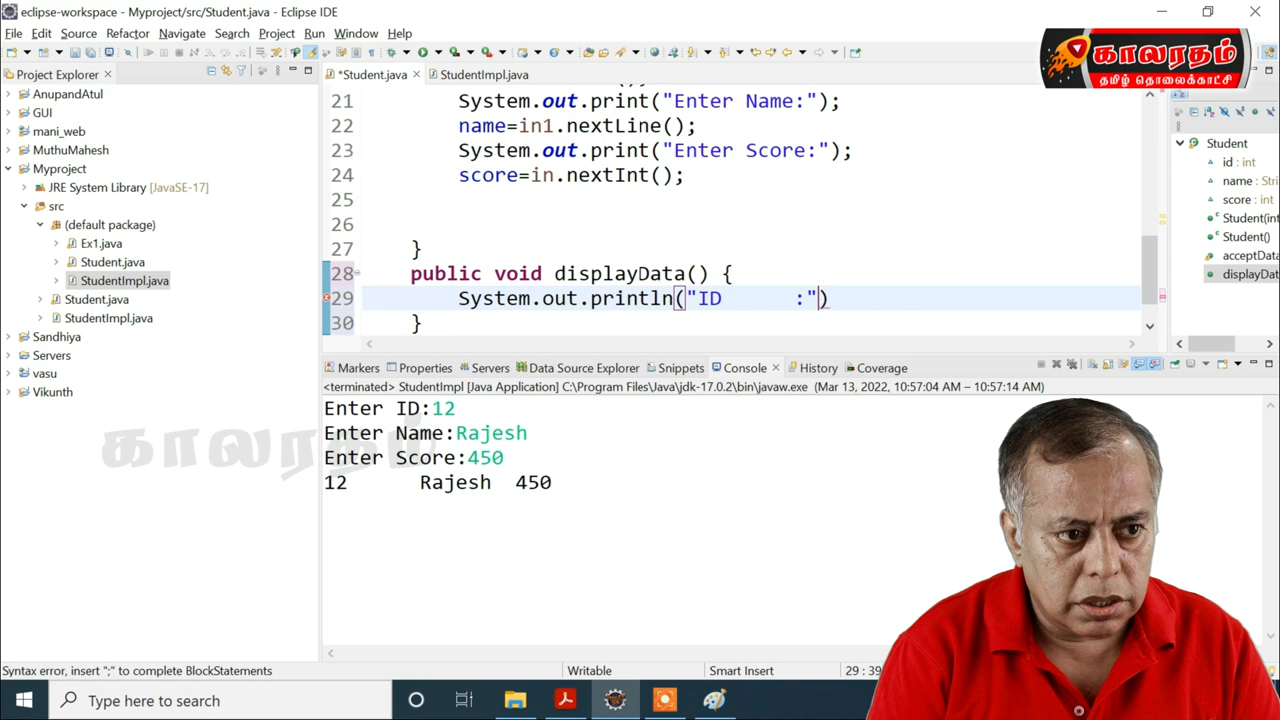 eclipse-workspace - Myproject/src/Student.java - Eclipse IDE
File Edit Source Refactor Navigate Search Project Run Window Help
காலரதம்
தமிழ் தொலைக்காட்சி
Project Explorer
*Student.java
StudentImpl.java
AnupandAtul
GUI
mani_web
MuthuMahesh
Myproject
JRE System Library [JavaSE-17]
src
(default package)
Ex1.java
Student.java
StudentImpl.java
Student.java
StudentImpl.java
Sandhiya
Servers
vasu
Vikunth
21 System.out.print("Enter Name:");
22 name=in1.nextLine();
23 System.out.print("Enter Score:");
24 score=in.nextInt();
25
26
27 }
28 public void displayData() {
29 System.out.println("ID      :")
30 }
Student
id : int
name :
score : int
Student(int
Student()
acceptData
displayData
Markers Properties Servers Data Source Explorer Snippets Console History Coverage
<terminated> StudentImpl [Java Application] C:\Program Files\Java\jdk-17.0.2\bin\javaw.exe (Mar 13, 2022, 10:57:04 AM – 10:57:14 AM)
Enter ID:12
Enter Name:Rajesh
Enter Score:450
12 Rajesh 450
காலரதம்
Syntax error, insert ";" to complete BlockStatements
Writable
Smart Insert
29 : 39
Type here to search